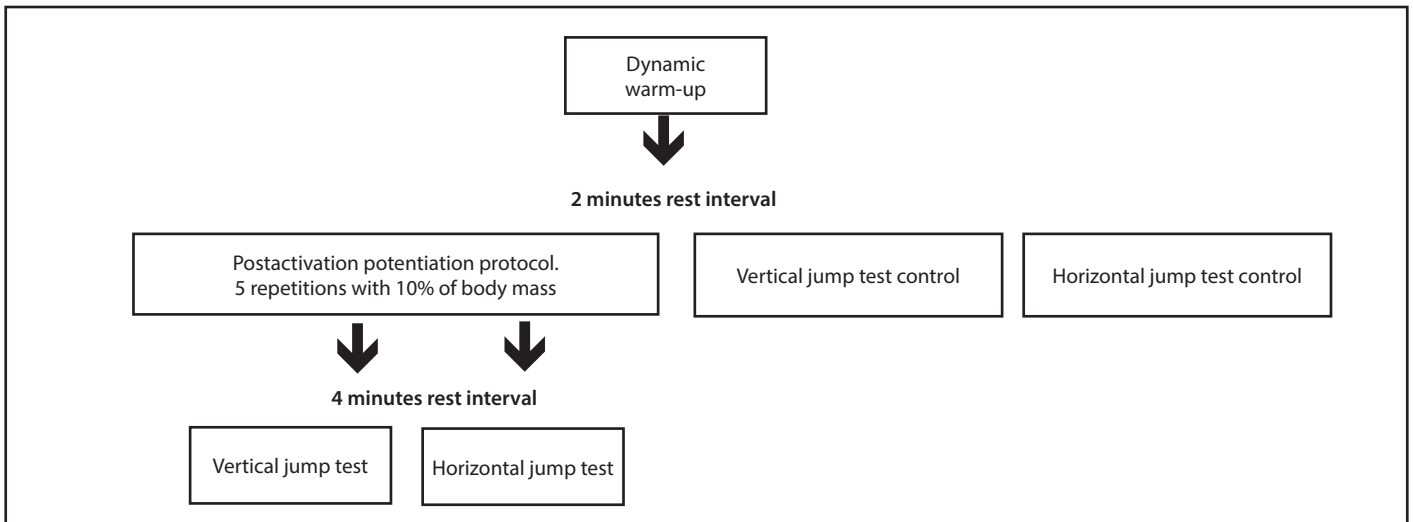 Dynamic
warm-up
2 minutes rest interval
Postactivation potentiation protocol.
5 repetitions with 10% of body mass
Vertical jump test control
Horizontal jump test control
4 minutes rest interval
Vertical jump test
Horizontal jump test